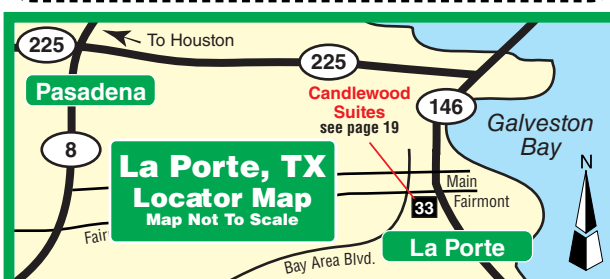 225
To Houston
225
Pasadena
Candlewood
Suites
see page 19
146
Galveston
Bay
8
La Porte, TX
Locator Map
Map Not To Scale
N
Main
33
Fairmont
Bay Area Blvd.
La Porte